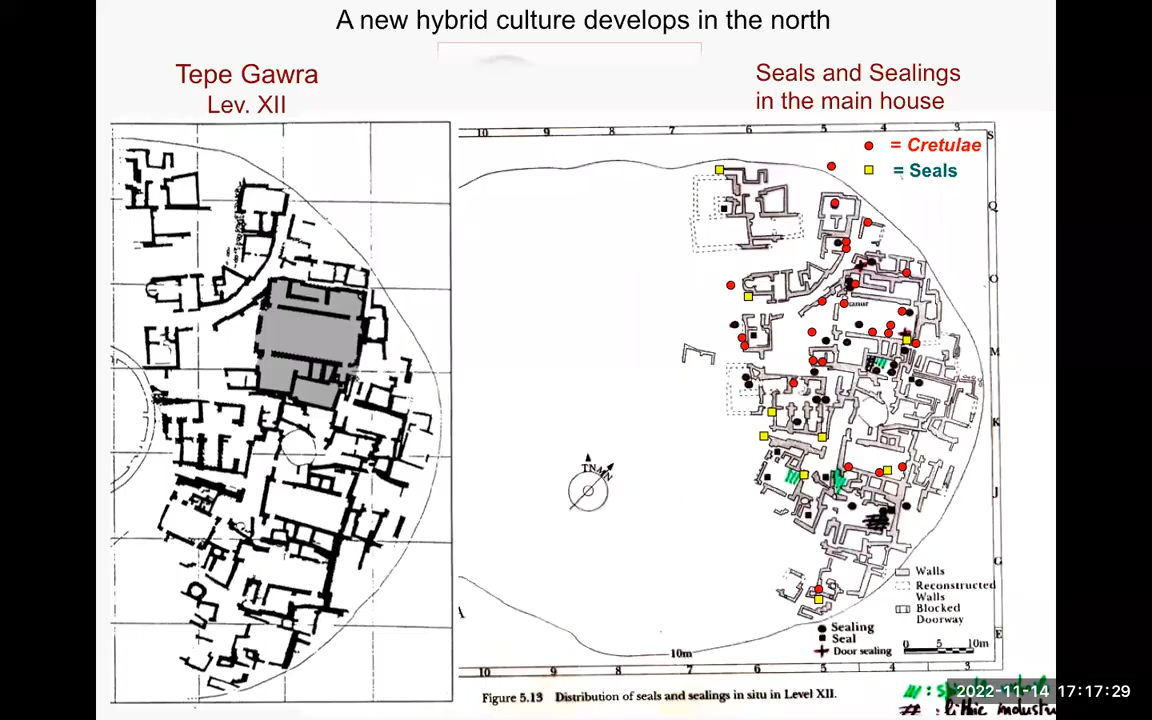 A new hybrid culture develops in the north
Tepe Gawra
Lev. XII
Seals and Sealings
in the main house
10 9 8 7 6 5 4 3
S
= Cretulae
= Seals
Q
O
tanur
M
K
TN MN
J
G
Walls
Reconstructed
Walls
Blocked
Doorway
A
Sealing
Seal
Door sealing
0 5 10m
E
10m
10 9 8 7 6 5 4 3
Figure 5.13 Distribution of seals and sealings in situ in Level XII.
2022-11-14 17:17:29
: lithic industry